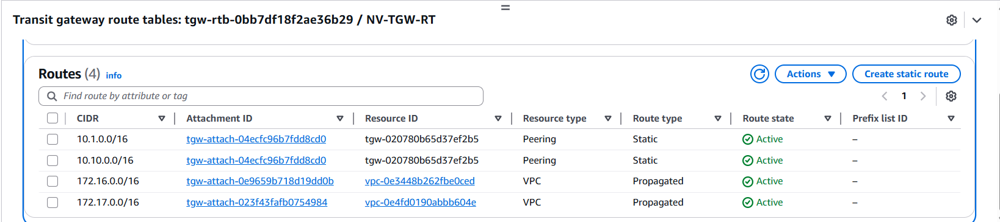 Transit gateway route tables: tgw-rtb-0bb7df18f2ae36b29 / NV-TGW-RT
Routes (4) info
Actions Create static route
Find route by attribute or tag
1
CIDR Attachment ID Resource ID Resource type Route type Route state Prefix list ID
10.1.0.0/16 tgw-attach-04ecfc96b7fdd8cd0 tgw-020780b65d37ef2b5 Peering Static Active –
10.10.0.0/16 tgw-attach-04ecfc96b7fdd8cd0 tgw-020780b65d37ef2b5 Peering Static Active –
172.16.0.0/16 tgw-attach-0e9659b718d19dd0b vpc-0e3448b262fbe0ced VPC Propagated Active –
172.17.0.0/16 tgw-attach-023f43fafb0754984 vpc-0e4fd0190abbb604e VPC Propagated Active –